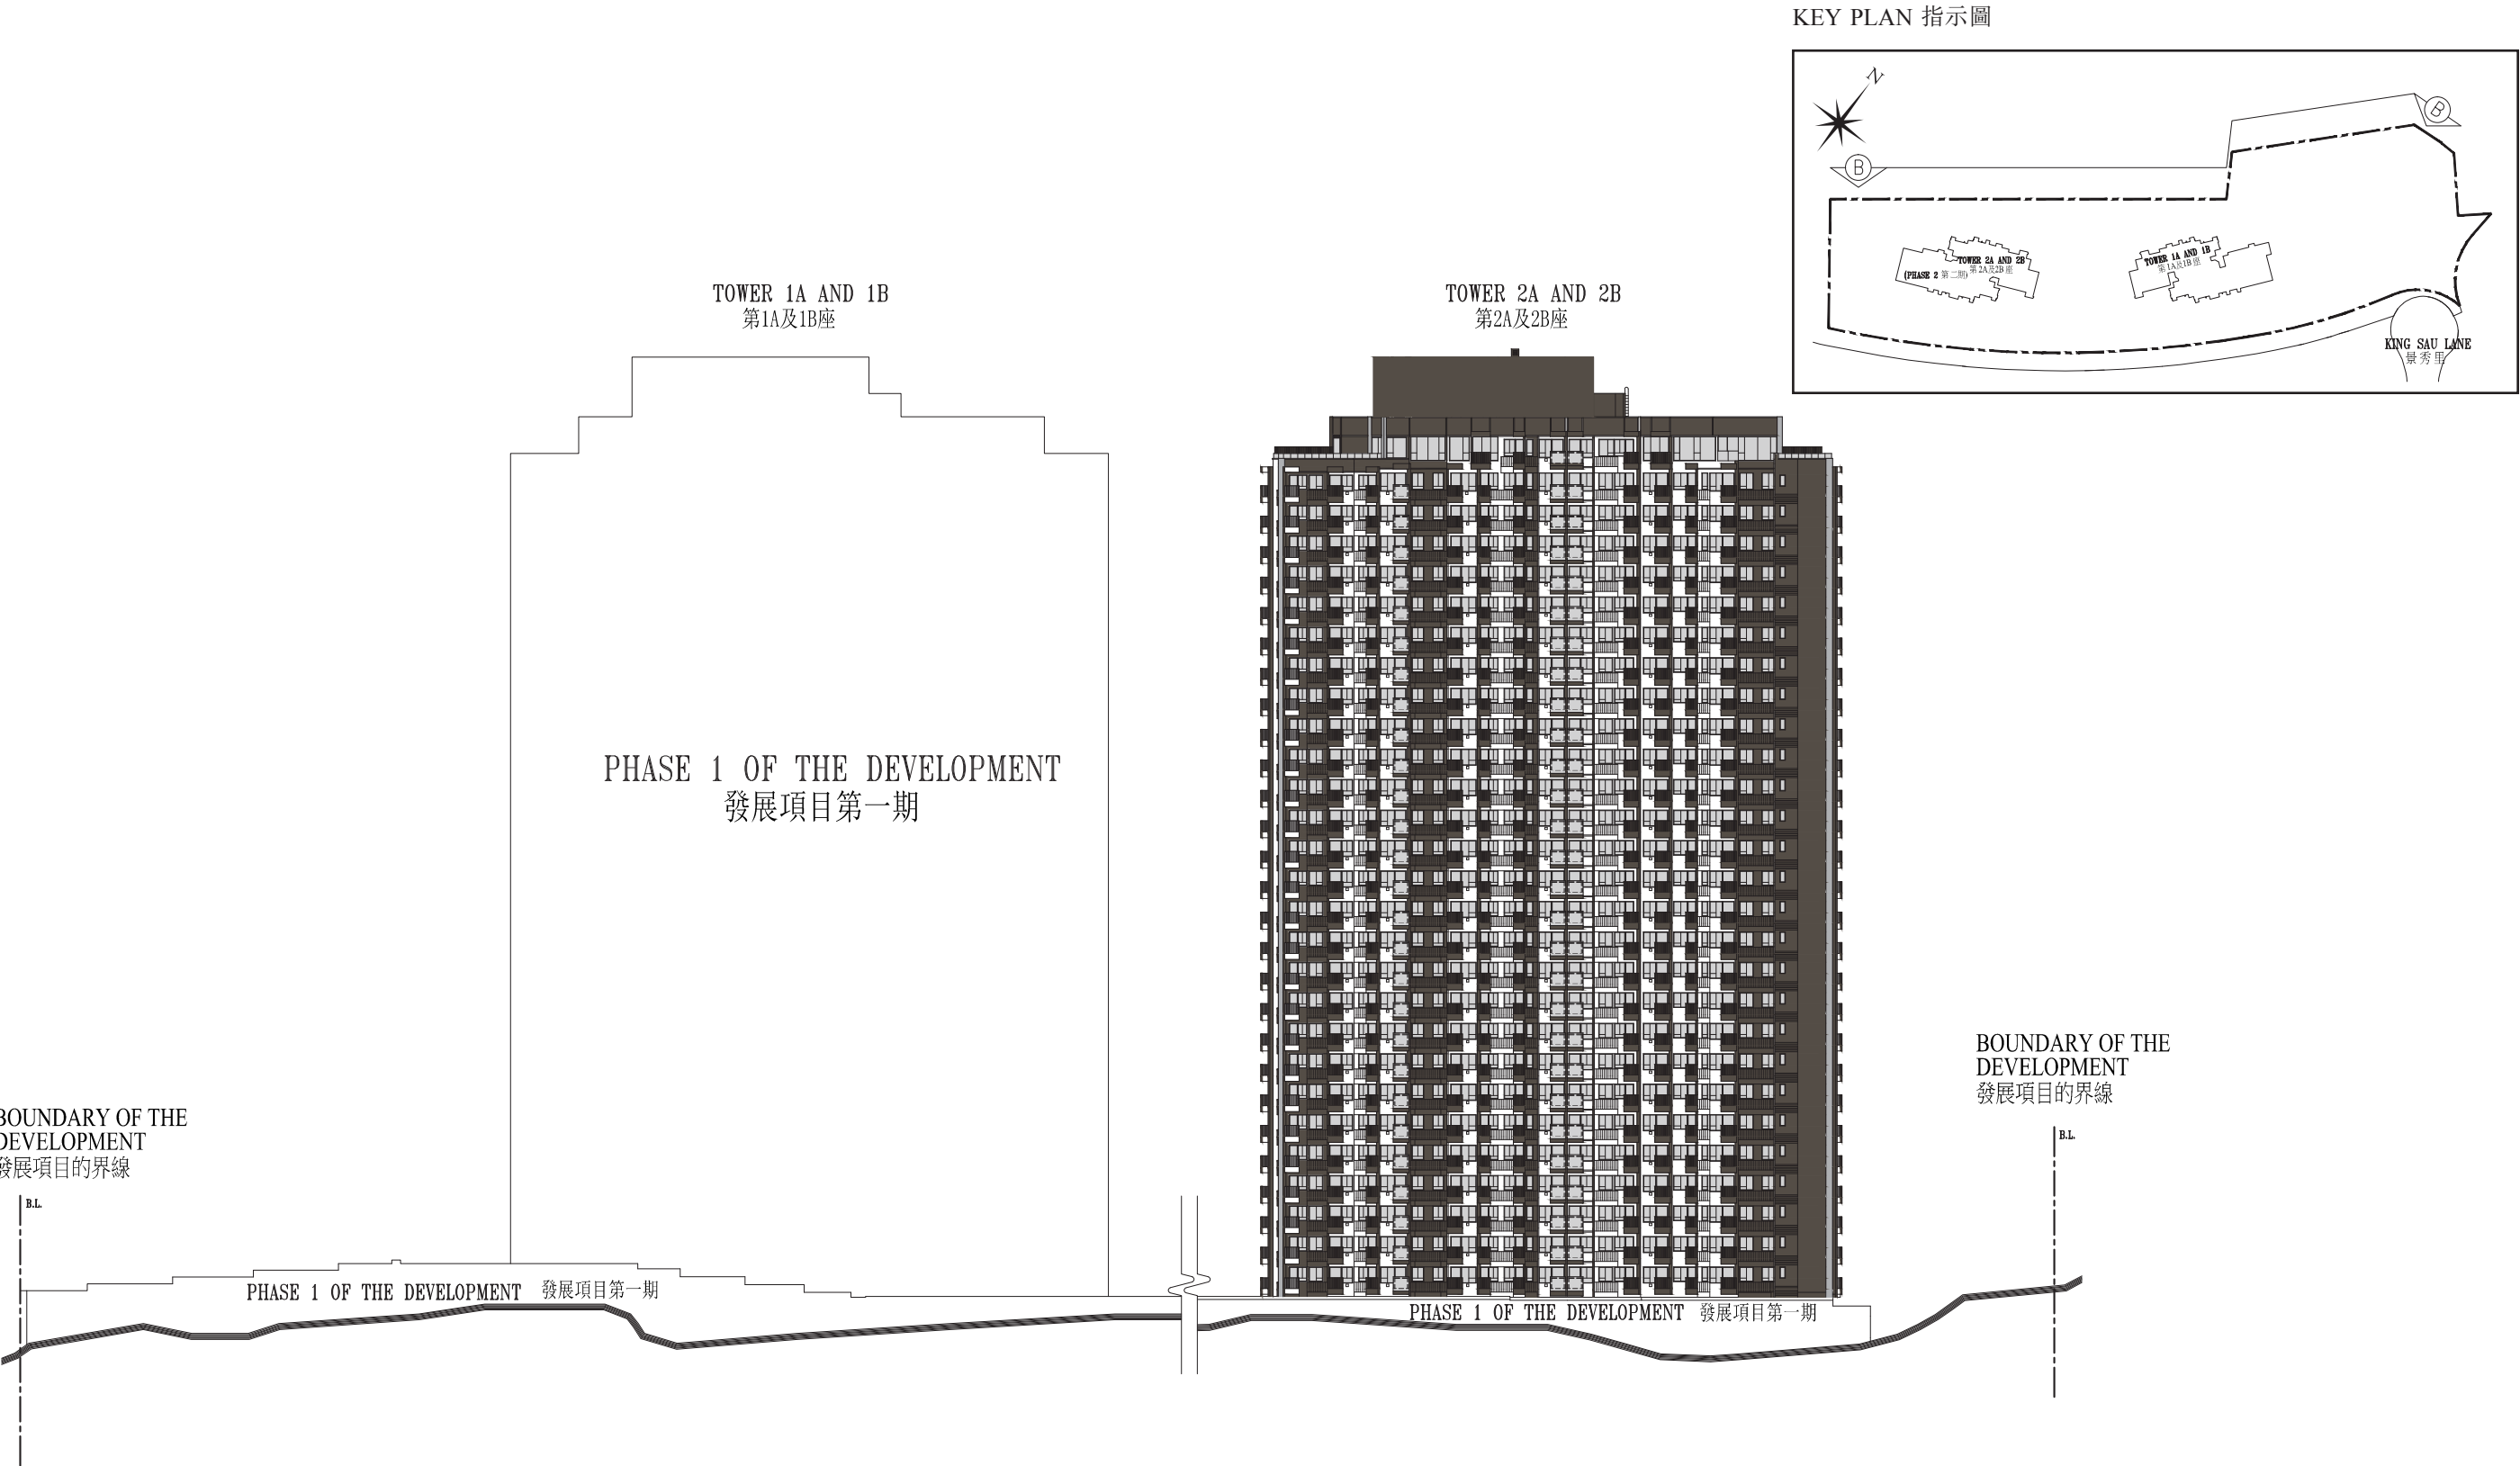 KEY PLAN 指示圖
N
B
B
TOWER 2A AND 2B
第2A及2B座
(PHASE 2 第二期)
TOWER 1A AND 1B
第1A及1B座
KING SAU LANE
景秀里
TOWER 1A AND 1B
第1A及1B座
TOWER 2A AND 2B
第2A及2B座
PHASE 1 OF THE DEVELOPMENT
發展項目第一期
BOUNDARY OF THE
DEVELOPMENT
發展項目的界線
B.L.
BOUNDARY OF THE
DEVELOPMENT
發展項目的界線
B.L.
PHASE 1 OF THE DEVELOPMENT 發展項目第一期
PHASE 1 OF THE DEVELOPMENT 發展項目第一期